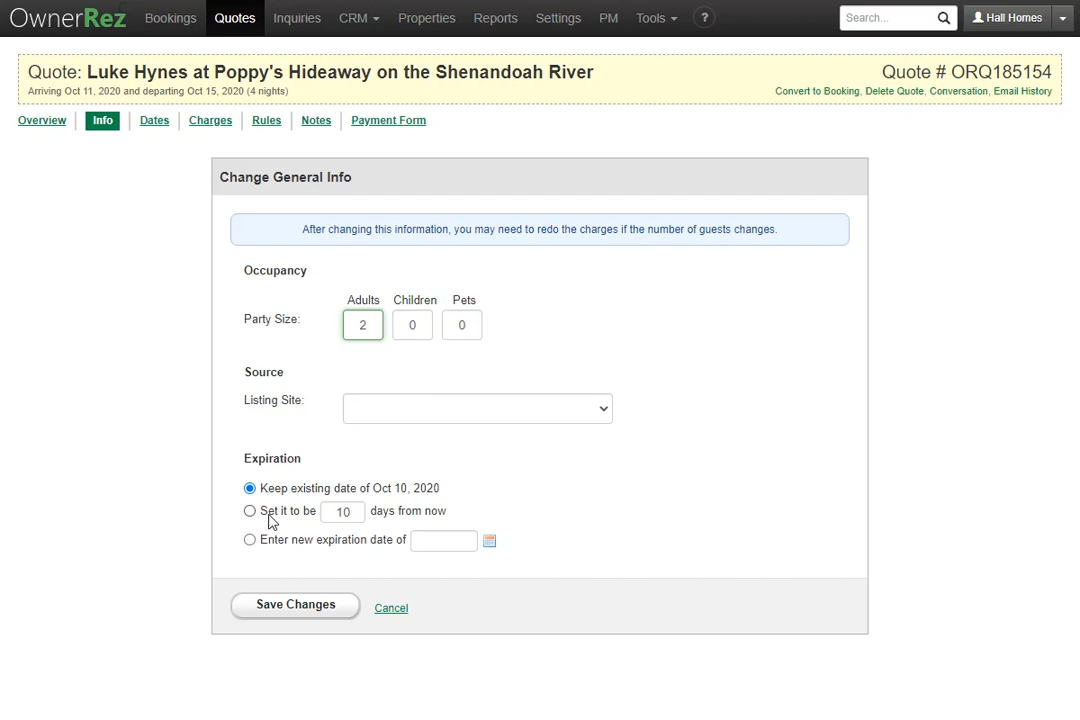 OwnerRez Bookings Quotes Inquiries CRM Properties Reports Settings PM Tools ? Search... Hall Homes
Quote: Luke Hynes at Poppy's Hideaway on the Shenandoah River Quote # ORQ185154
Arriving Oct 11, 2020 and departing Oct 15, 2020 (4 nights) Convert to Booking, Delete Quote, Conversation, Email History
Overview Info Dates Charges Rules Notes Payment Form
Change General Info
After changing this information, you may need to redo the charges if the number of guests changes.
Occupancy
Adults Children Pets
Party Size: 2 0 0
Source
Listing Site:
Expiration
Keep existing date of Oct 10, 2020
Set it to be 10 days from now
Enter new expiration date of
Save Changes Cancel